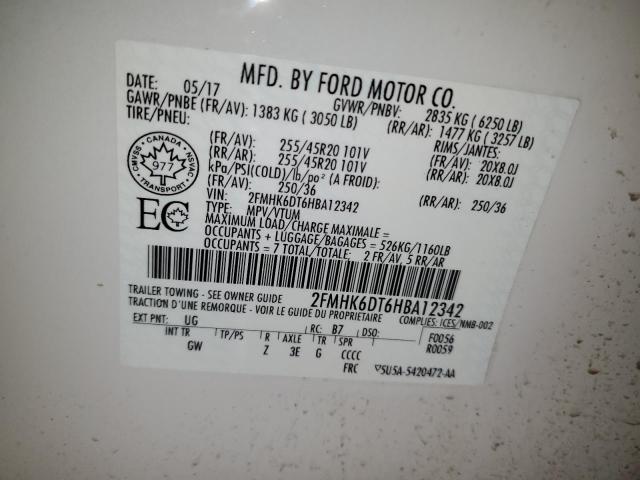 MFD. BY FORD MOTOR CO.
DATE: 05/17 GVWR/PNBV: 2835 KG ( 6250 LB)
GAWR/PNBE (FR/AV): 1383 KG ( 3050 LB) (RR/AR): 1477 KG ( 3257 LB)
TIRE/PNEU: RIMS/JANTES:
(FR/AV): 255/45R20 101V (FR/AV): 20X8.0J
(RR/AR): 255/45R20 101V (RR/AR): 20X8.0J
kPa/PSI(COLD)/lb/po² (A FROID):
(FR/AV): 250/36 (RR/AR): 250/36
VIN: 2FMHK6DT6HBA12342
TYPE: MPV/VTUM
MAXIMUM LOAD/CHARGE MAXIMALE =
OCCUPANTS + LUGGAGE/BAGAGES = 526KG/1160LB
OCCUPANTS = 7 TOTAL/TOTALE: 2 FR/AV, 5 RR/AR
CANADA
CMVSS NSVAC
977
TRANSPORT
EC
2FMHK6DT6HBA12342
TRAILER TOWING - SEE OWNER GUIDE
TRACTION D'UNE REMORQUE - VOIR LE GUIDE DU PROPRIETAIRE COMPLIES: ICES/NMB-002
EXT PNT: UG RC: B7 DSO: F0056
INT TR TP/PS R AXLE TR SPR R0059
GW Z 3E G CCCC
FRC 5U5A-5420472-AA